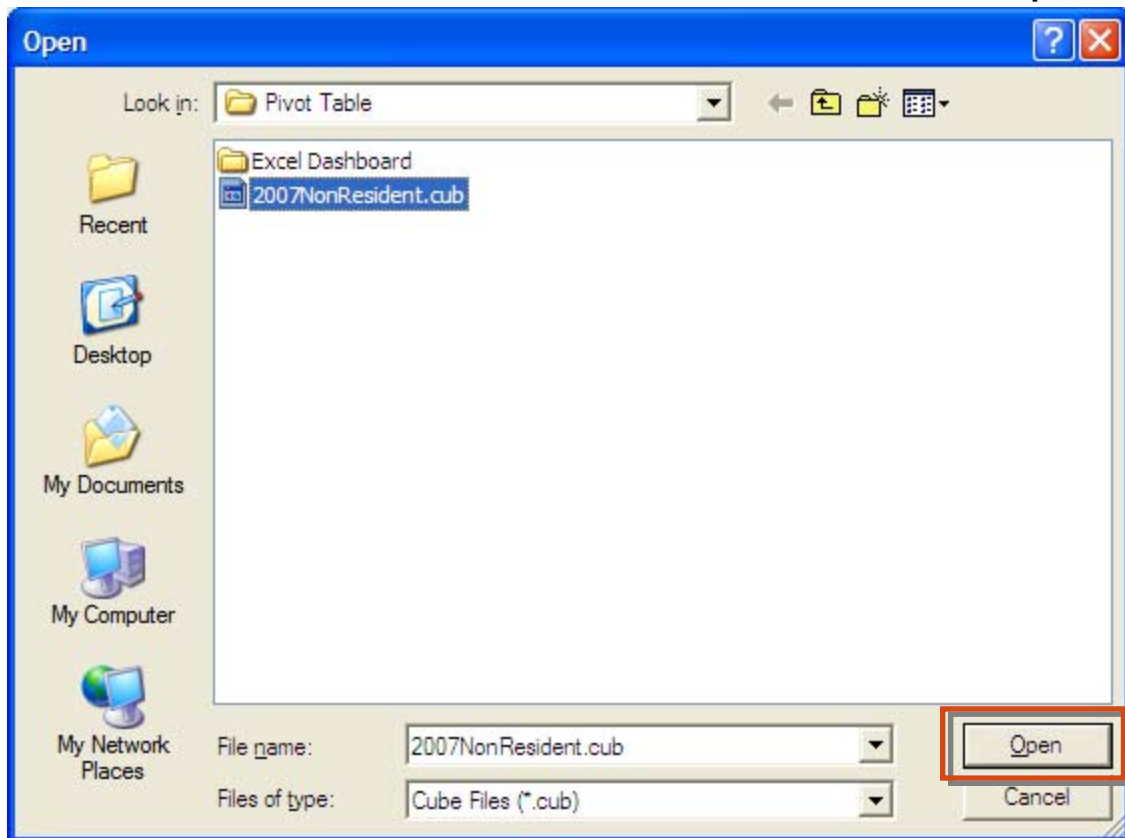 Open
Look in:
Pivot Table
Excel Dashboard
2007NonResident.cub
Recent
Desktop
My Documents
My Computer
My Network
Places
File name:
2007NonResident.cub
Open
Files of type:
Cube Files (*.cub)
Cancel